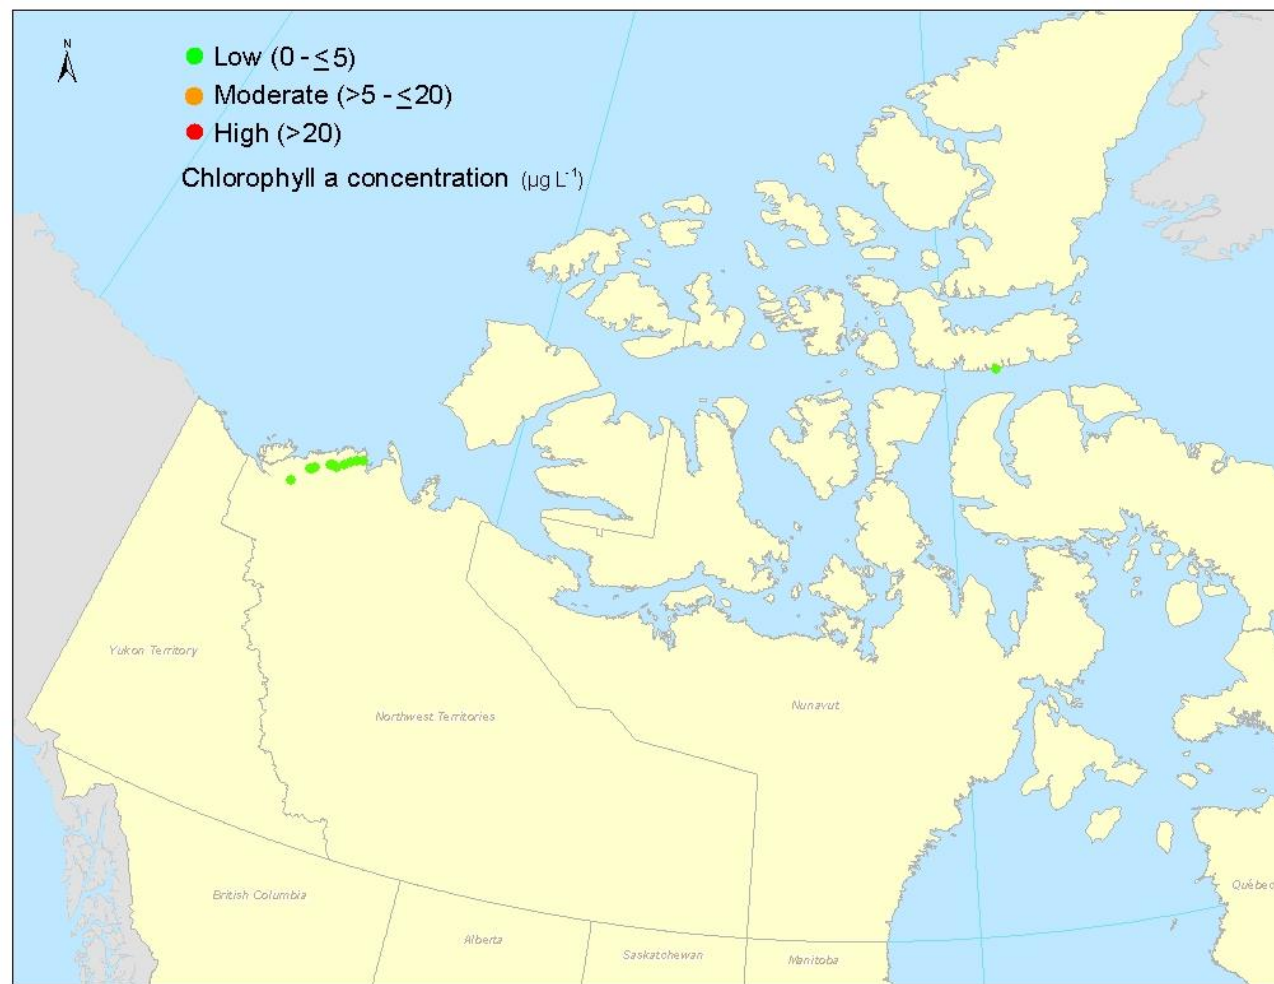 N
Low (0 - ≤5)
Moderate (>5 - ≤20)
High (>20)
Chlorophyll a concentration (µg L⁻¹)
Yukon Territory
Northwest Territories
Nunavut
British Columbia
Alberta
Saskatchewan
Manitoba
Québec